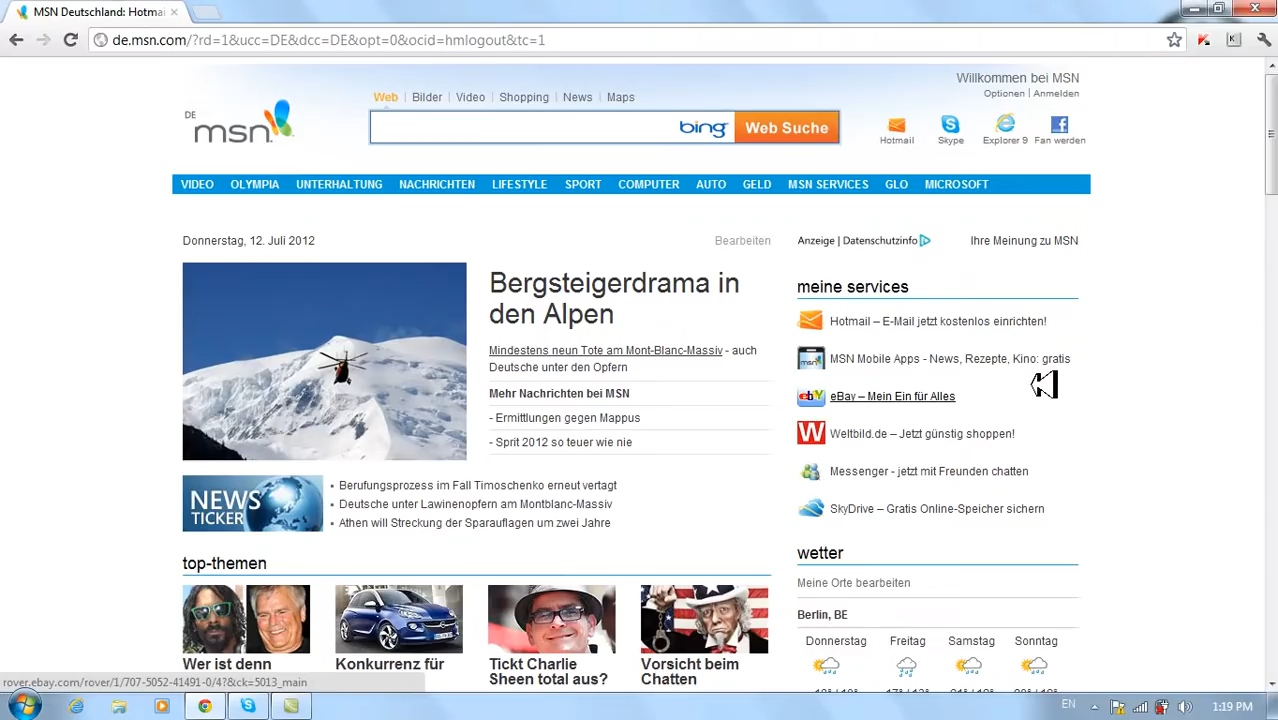 MSN Deutschland: Hotmai
de.msn.com/?rd=1&ucc=DE&dcc=DE&opt=0&ocid=hmlogout&tc=1
Willkommen bei MSN
Optionen | Anmelden
Web | Bilder | Video | Shopping | News | Maps
DE
msn
bing
Web Suche
Hotmail Skype Explorer 9 Fan werden
VIDEO OLYMPIA UNTERHALTUNG NACHRICHTEN LIFESTYLE SPORT COMPUTER AUTO GELD MSN SERVICES GLO MICROSOFT
Donnerstag, 12. Juli 2012
Bearbeiten
Anzeige | Datenschutzinfo
Ihre Meinung zu MSN
Bergsteigerdrama in
den Alpen
Mindestens neun Tote am Mont-Blanc-Massiv - auch
Deutsche unter den Opfern
Mehr Nachrichten bei MSN
- Ermittlungen gegen Mappus
- Sprit 2012 so teuer wie nie
NEWS
TICKER
Berufungsprozess im Fall Timoschenko erneut vertagt
Deutsche unter Lawinenopfern am Montblanc-Massiv
Athen will Streckung der Sparauflagen um zwei Jahre
top-themen
Wer ist denn
Konkurrenz für
Tickt Charlie
Sheen total aus?
Vorsicht beim
Chatten
meine services
Hotmail – E-Mail jetzt kostenlos einrichten!
msn
MSN Mobile Apps - News, Rezepte, Kino: gratis
ebY
eBay – Mein Ein für Alles
W
Weltbild.de – Jetzt günstig shoppen!
Messenger - jetzt mit Freunden chatten
SkyDrive – Gratis Online-Speicher sichern
wetter
Meine Orte bearbeiten
Berlin, BE
Donnerstag Freitag Samstag Sonntag
rover.ebay.com/rover/1/707-5052-41491-0/4?&ck=5013_main
EN
1:19 PM